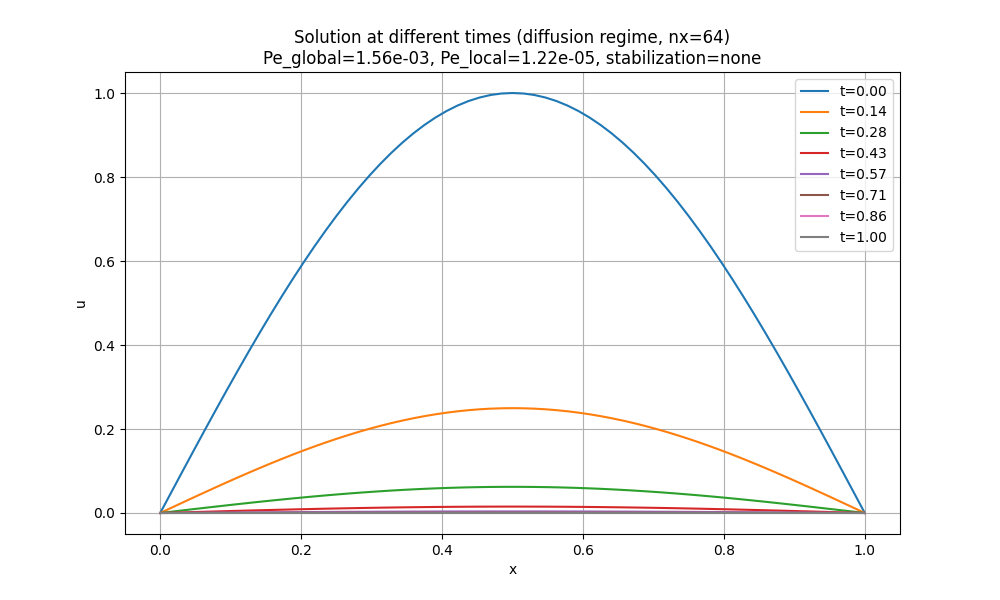 Solution at different times (diffusion regime, nx=64)
Pe_global=1.56e-03, Pe_local=1.22e-05, stabilization=none
1.0
0.8
0.6
0.4
0.2
0.0
u
0.0
0.2
0.4
0.6
0.8
1.0
x
t=0.00
t=0.14
t=0.28
t=0.43
t=0.57
t=0.71
t=0.86
t=1.00